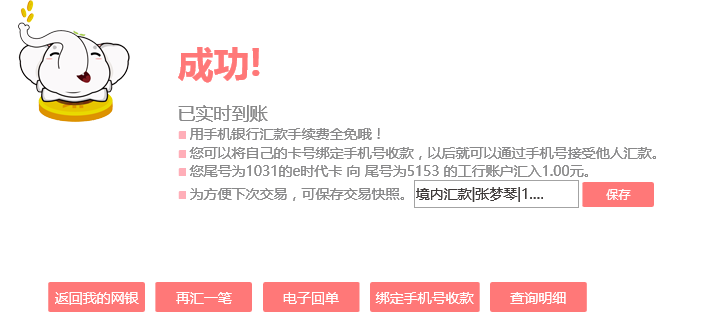 成功!
已实时到账
用手机银行汇款手续费全免哦！
您可以将自己的卡号绑定手机号收款，以后就可以通过手机号接受他人汇款。
您尾号为1031的e时代卡 向 尾号为5153 的工行账户汇入1.00元。
为方便下次交易，可保存交易快照。 境内汇款|张梦琴|1.... 保存
返回我的网银 再汇一笔 电子回单 绑定手机号收款 查询明细